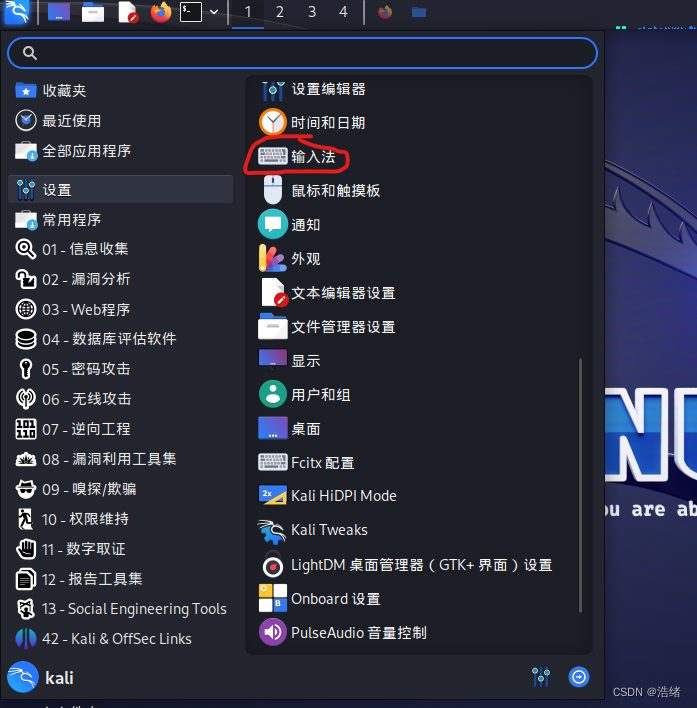 1 2 3 4
收藏夹
最近使用
全部应用程序
设置
常用程序
01 - 信息收集
02 - 漏洞分析
03 - Web程序
04 - 数据库评估软件
05 - 密码攻击
06 - 无线攻击
07 - 逆向工程
08 - 漏洞利用工具集
09 - 嗅探/欺骗
10 - 权限维持
11 - 数字取证
12 - 报告工具集
13 - Social Engineering Tools
42 - Kali & OffSec Links
设置编辑器
时间和日期
输入法
鼠标和触摸板
通知
外观
文本编辑器设置
文件管理器设置
显示
用户和组
桌面
Fcitx 配置
2x
Kali HiDPI Mode
Kali Tweaks
LightDM 桌面管理器（GTK+ 界面）设置
Onboard 设置
PulseAudio 音量控制
kali
NU
ou are ab
CSDN @浩绪